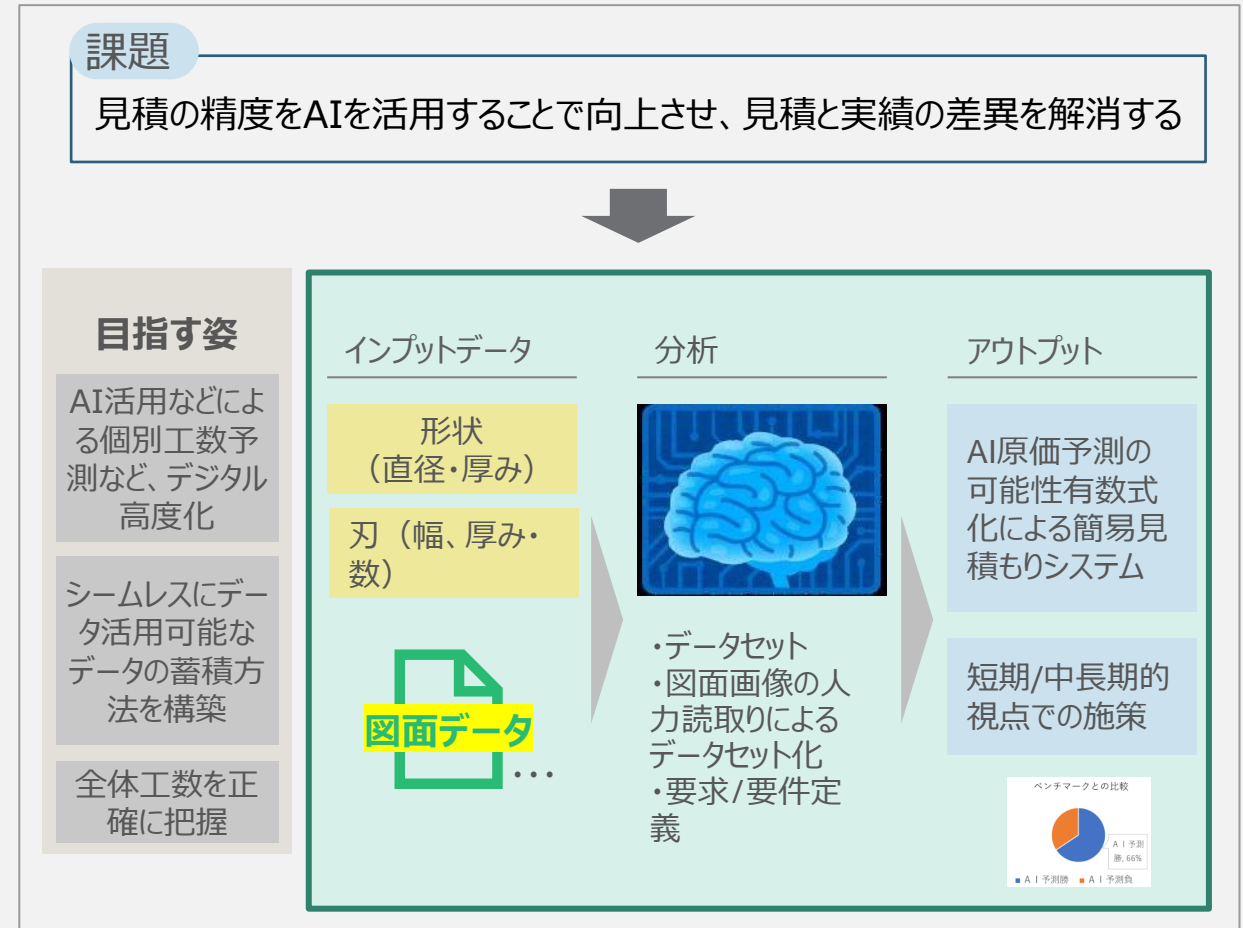 課題
見積の精度をAIを活用することで向上させ、見積と実績の差異を解消する
目指す姿
AI活用などによ
る個別工数予
測など、デジタル
高度化
シームレスにデー
タ活用可能な
データの蓄積方
法を構築
全体工数を正
確に把握
インプットデータ
形状
（直径・厚み）
刃（幅、厚み・
数）
図面データ
・・・
分析
・データセット
・図面画像の人
力読取りによる
データセット化
・要求/要件定
義
アウトプット
AI原価予測の
可能性有数式
化による簡易見
積もりシステム
短期/中長期的
視点での施策
ベンチマークとの比較
ＡＩ予測
勝, 66%
■ＡＩ予測勝 ■ＡＩ予測負